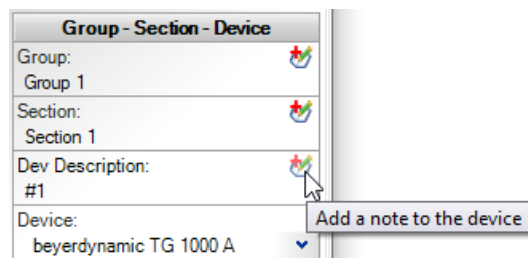 Group - Section - Device
Group:
Group 1
Section:
Section 1
Dev Description:
#1
Add a note to the device
Device:
beyerdynamic TG 1000 A